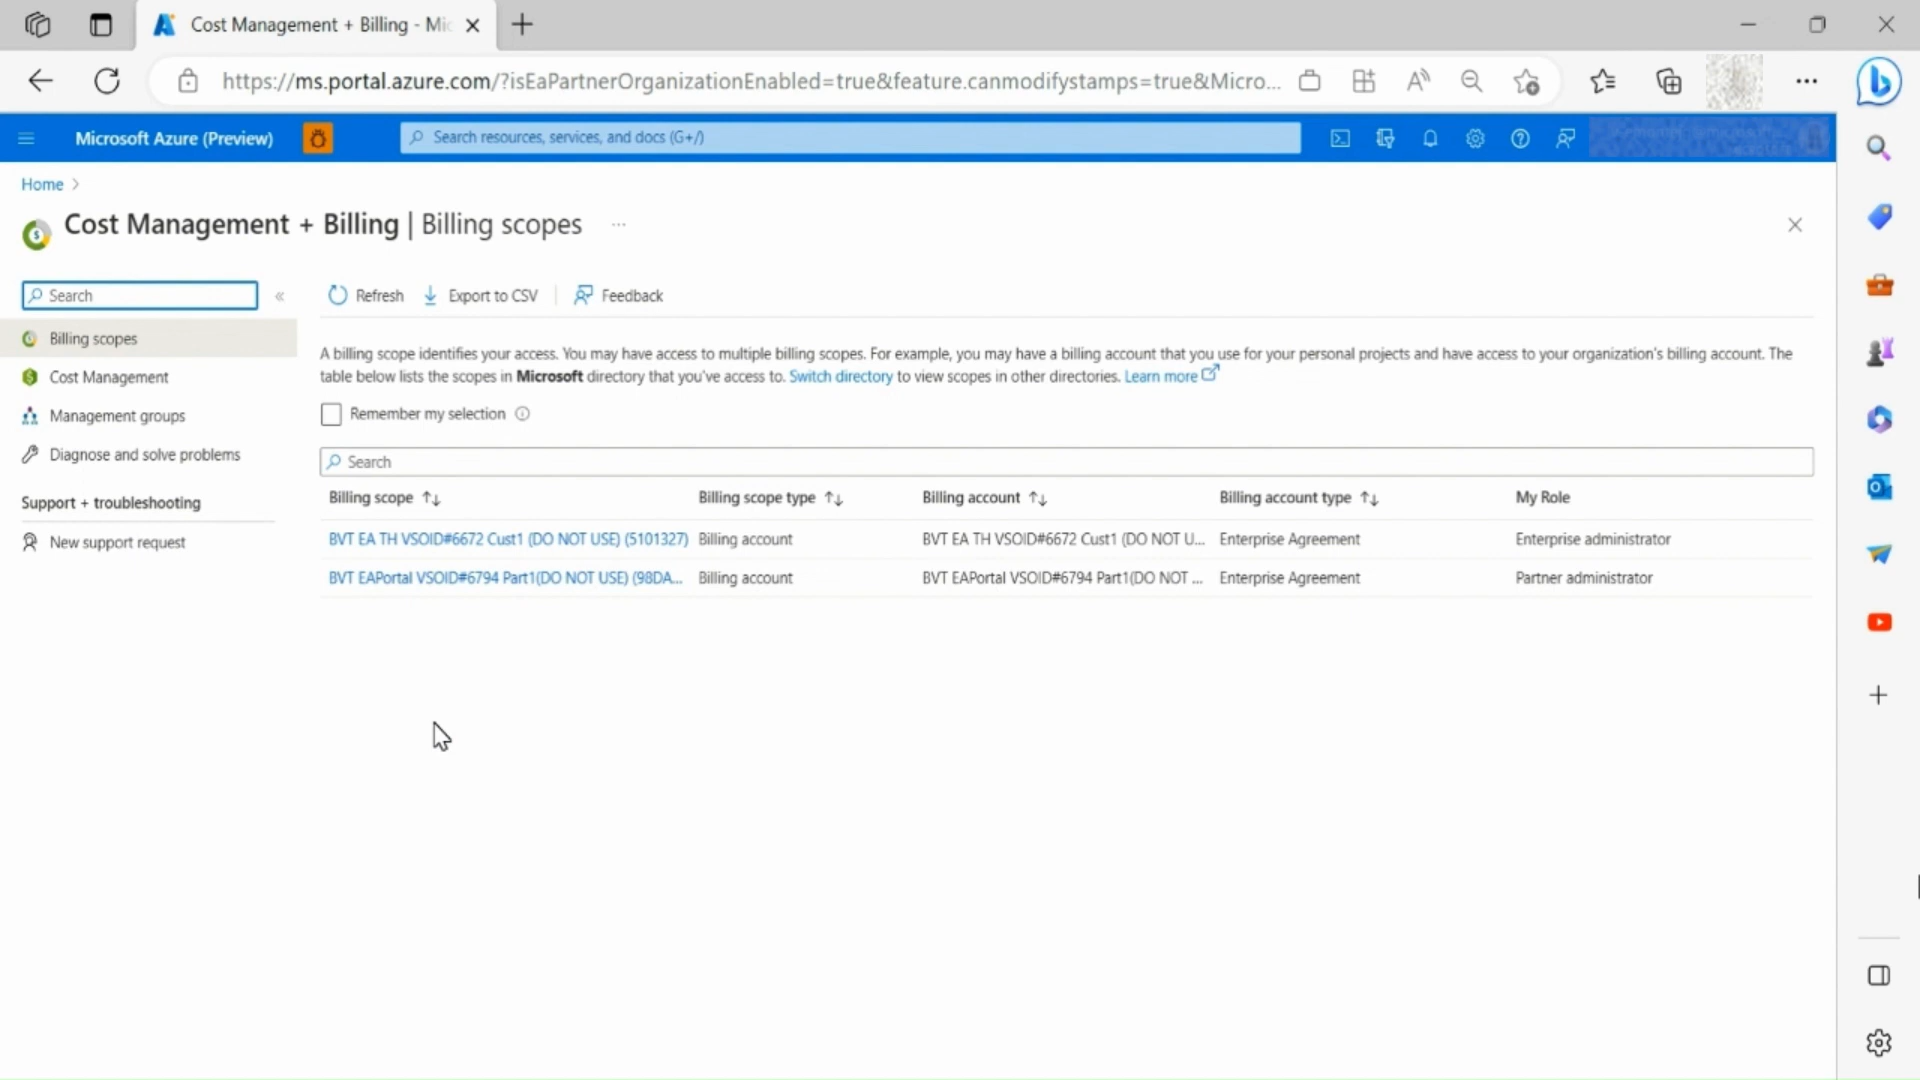 Cost Management + Billing - Mic
https://ms.portal.azure.com/?isEaPartnerOrganizationEnabled=true&feature.canmodifystamps=true&Micro...
Microsoft Azure (Preview)
Search resources, services, and docs (G+/)
Home
Cost Management + Billing | Billing scopes
Search
Refresh
Export to CSV
Feedback
Billing scopes
Cost Management
Management groups
Diagnose and solve problems
Support + troubleshooting
New support request
A billing scope identifies your access. You may have access to multiple billing scopes. For example, you may have a billing account that you use for your personal projects and have access to your organization's billing account. The
table below lists the scopes in Microsoft directory that you've access to. Switch directory to view scopes in other directories. Learn more
Remember my selection
Search
Billing scope Billing scope type Billing account Billing account type My Role
BVT EA TH VSOID#6672 Cust1 (DO NOT USE) (5101327) Billing account BVT EA TH VSOID#6672 Cust1 (DO NOT U... Enterprise Agreement Enterprise administrator
BVT EAPortal VSOID#6794 Part1(DO NOT USE) (98DA... Billing account BVT EAPortal VSOID#6794 Part1(DO NOT ... Enterprise Agreement Partner administrator